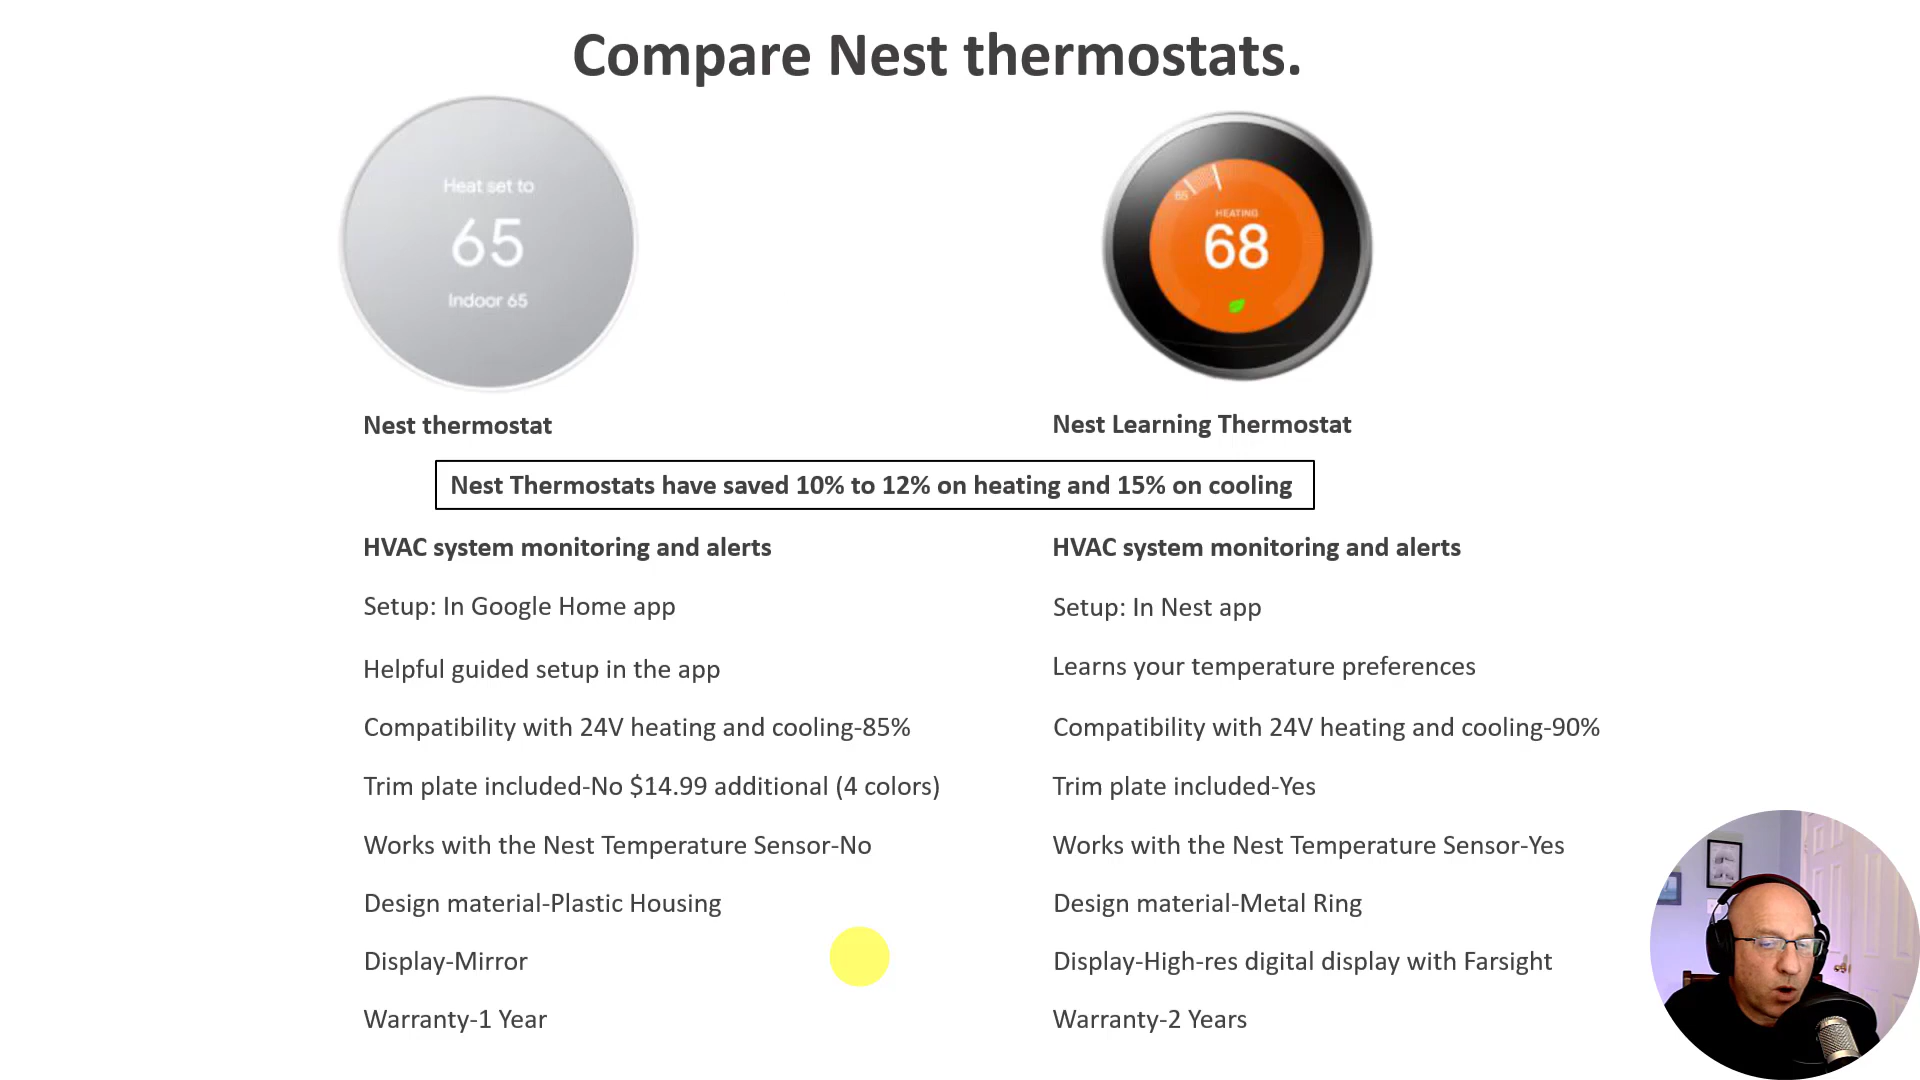 Compare Nest thermostats.
Heat set to
65
Indoor 65
65
HEATING
68
Nest thermostat
Nest Learning Thermostat
Nest Thermostats have saved 10% to 12% on heating and 15% on cooling
HVAC system monitoring and alerts
Setup: In Google Home app
Helpful guided setup in the app
Compatibility with 24V heating and cooling-85%
Trim plate included-No $14.99 additional (4 colors)
Works with the Nest Temperature Sensor-No
Design material-Plastic Housing
Display-Mirror
Warranty-1 Year
HVAC system monitoring and alerts
Setup: In Nest app
Learns your temperature preferences
Compatibility with 24V heating and cooling-90%
Trim plate included-Yes
Works with the Nest Temperature Sensor-Yes
Design material-Metal Ring
Display-High-res digital display with Farsight
Warranty-2 Years